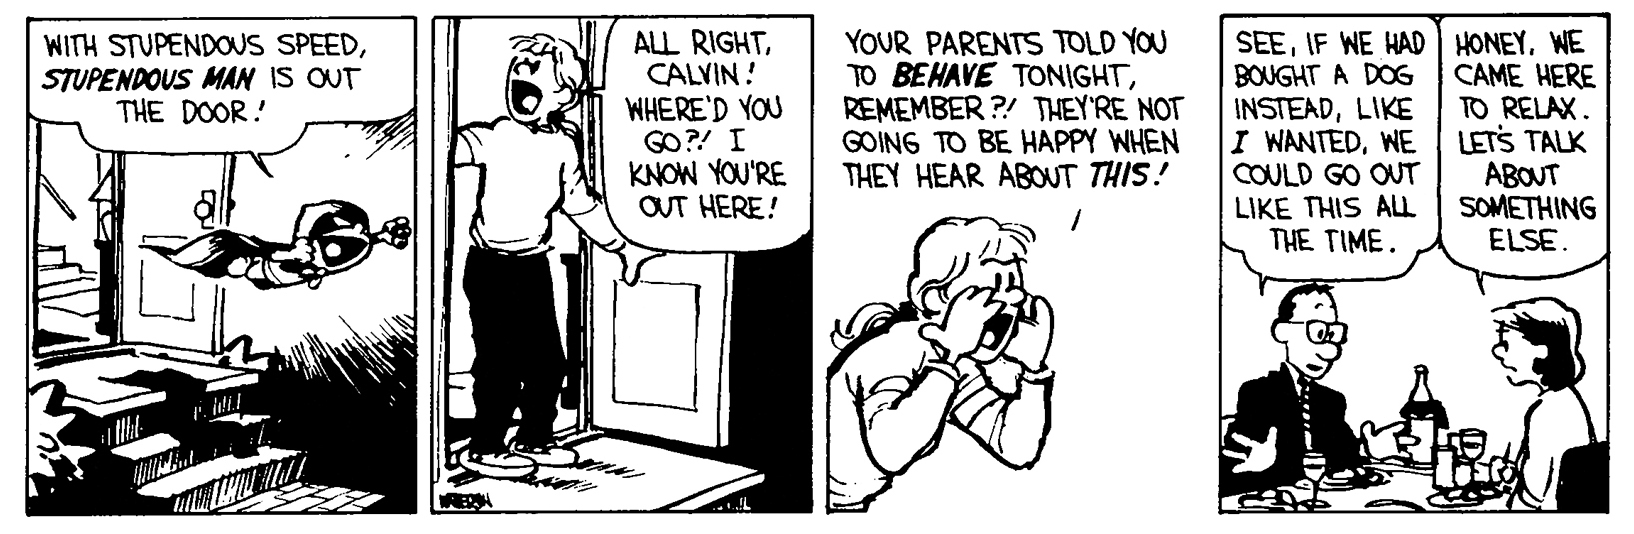 WITH STUPENDOUS SPEED,
STUPENDOUS MAN IS OUT
THE DOOR!
ALL RIGHT,
CALVIN!
WHERE'D YOU
GO?! I
KNOW YOU'RE
OUT HERE!
YOUR PARENTS TOLD YOU
TO BEHAVE TONIGHT,
REMEMBER?! THEY'RE NOT
GOING TO BE HAPPY WHEN
THEY HEAR ABOUT THIS!
SEE, IF WE HAD
BOUGHT A DOG
INSTEAD, LIKE
I WANTED, WE
COULD GO OUT
LIKE THIS ALL
THE TIME.
HONEY, WE
CAME HERE
TO RELAX.
LET'S TALK
ABOUT
SOMETHING
ELSE.